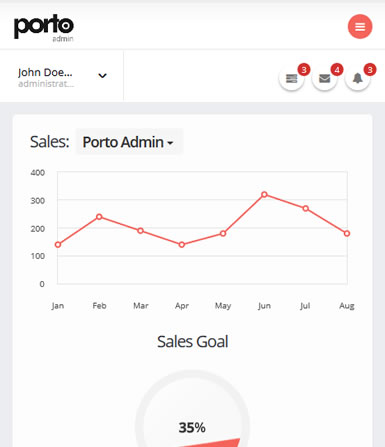 porto
admin
John Doe...
administrat...
3
4
3
Sales: Porto Admin
400
300
200
100
0
Jan Feb Mar Apr May Jun Jul Aug
Sales Goal
35%